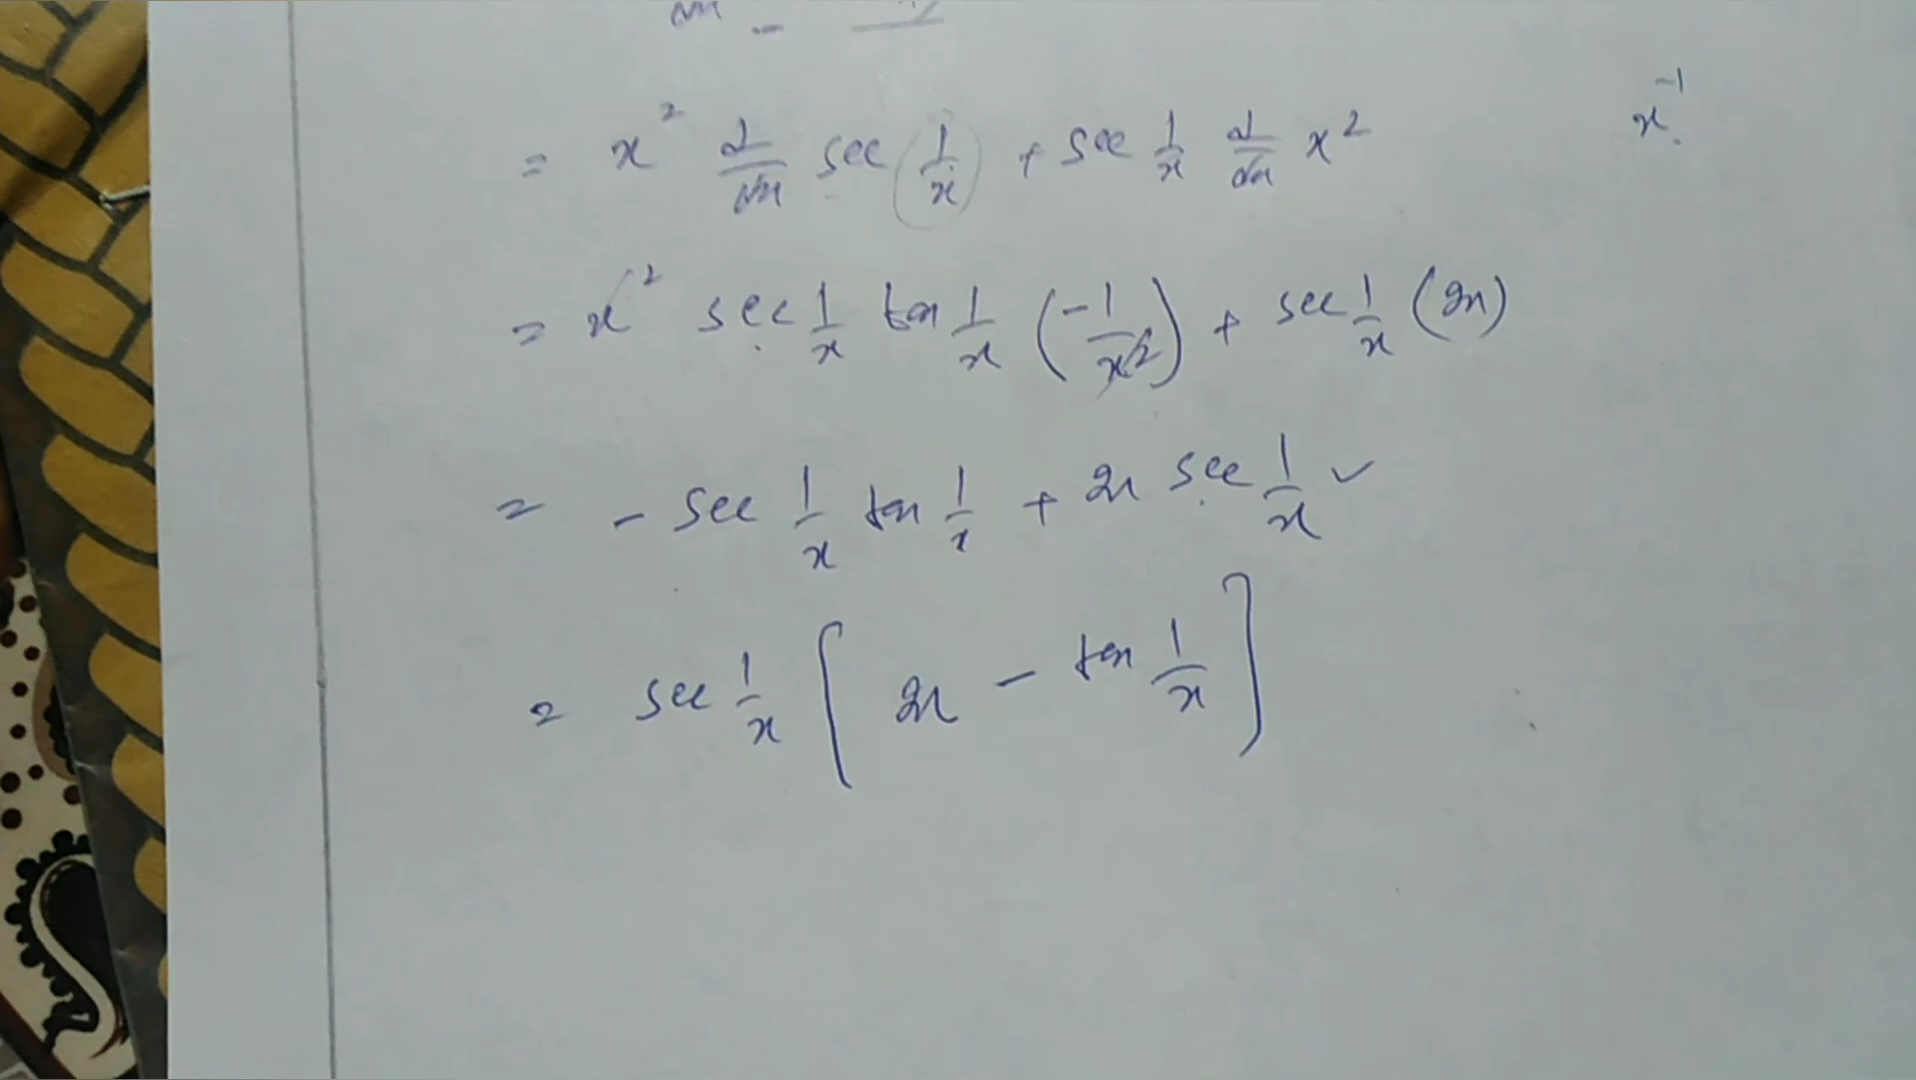 = x² d/dx sec (1/x) + sec 1/x d/dx x²
x⁻¹
= x² sec 1/x tan 1/x (-1/x²) + sec 1/x (2x)
= - sec 1/x tan 1/x + 2x sec 1/x ✓
= sec 1/x [ 2x - tan 1/x ]